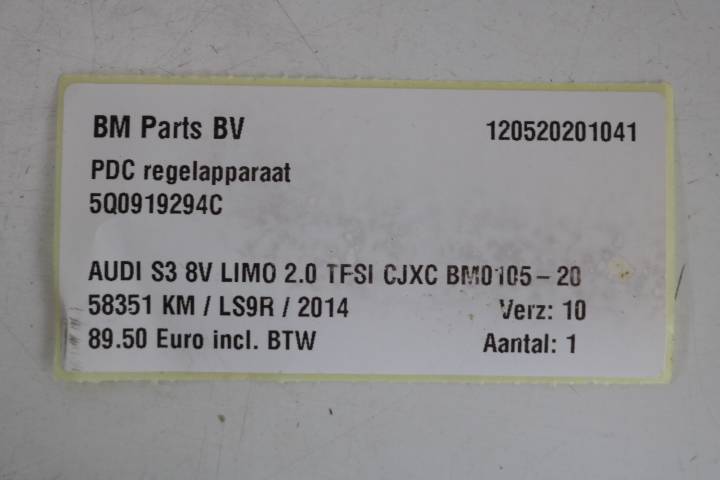 BM Parts BV 120520201041
PDC regelapparaat
5Q0919294C
AUDI S3 8V LIMO 2.0 TFSI CJXC BM0105-20
58351 KM / LS9R / 2014 Verz: 10
89.50 Euro incl. BTW Aantal: 1